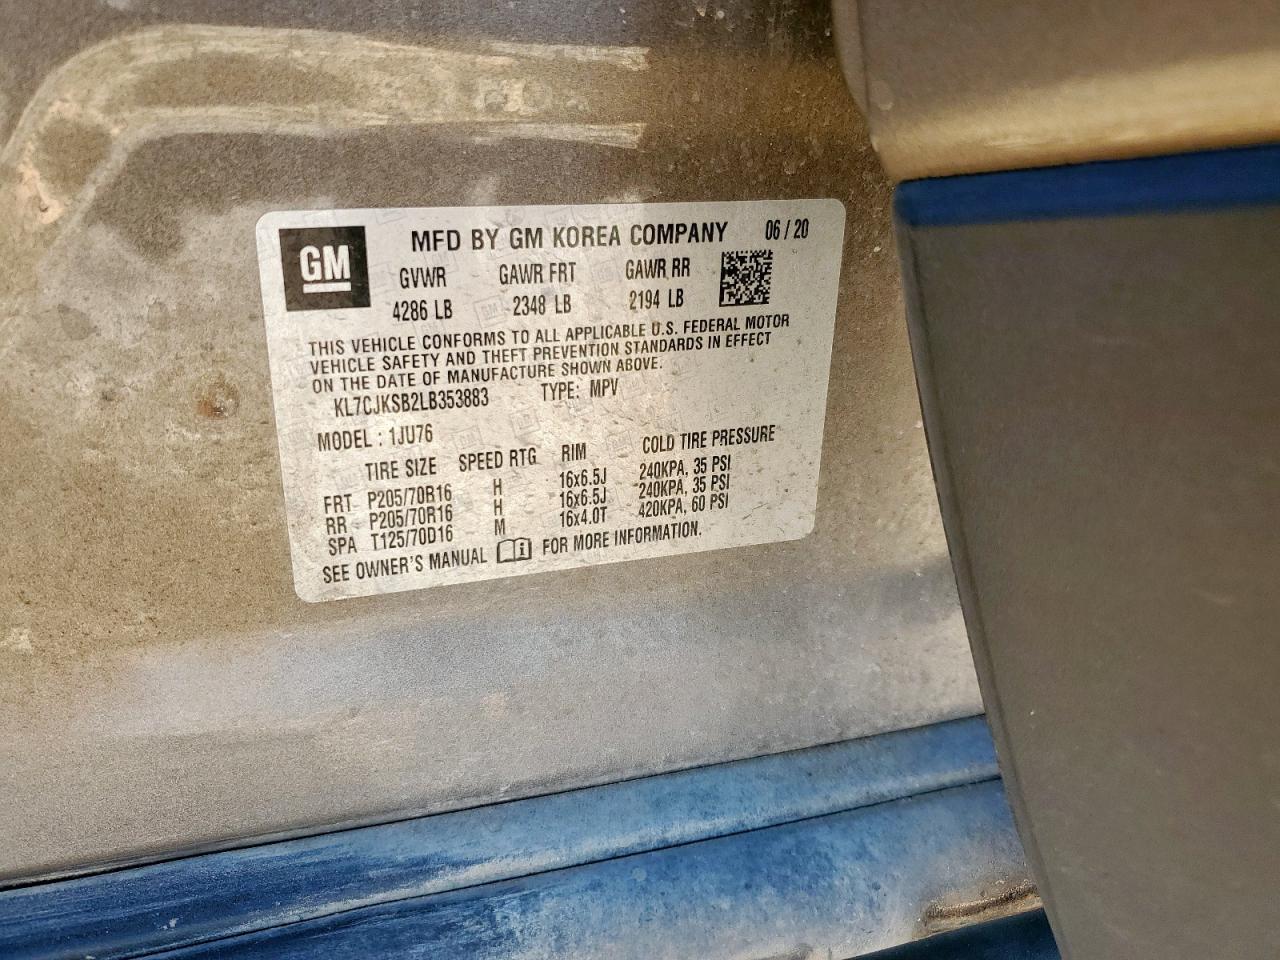 GM
MFD BY GM KOREA COMPANY 06 / 20
GVWR GAWR FRT GAWR RR
4286 LB 2348 LB 2194 LB
THIS VEHICLE CONFORMS TO ALL APPLICABLE U.S. FEDERAL MOTOR
VEHICLE SAFETY AND THEFT PREVENTION STANDARDS IN EFFECT
ON THE DATE OF MANUFACTURE SHOWN ABOVE.
KL7CJKSB2LB353883 TYPE: MPV
MODEL : 1JU76
TIRE SIZE SPEED RTG RIM COLD TIRE PRESSURE
FRT P205/70R16 H 16x6.5J 240KPA, 35 PSI
RR P205/70R16 H 16x6.5J 240KPA, 35 PSI
SPA T125/70D16 M 16x4.0T 420KPA, 60 PSI
SEE OWNER'S MANUAL FOR MORE INFORMATION.